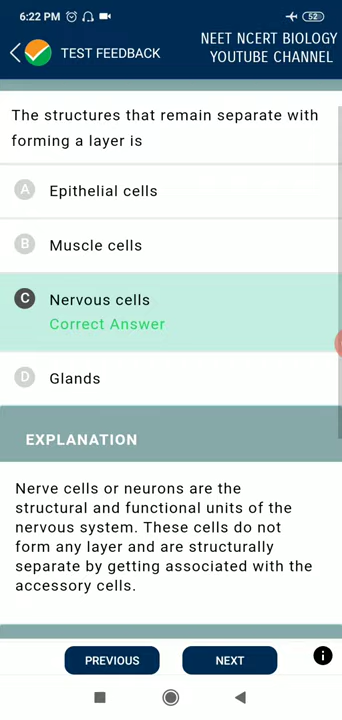 6:22 PM
52
TEST FEEDBACK
NEET NCERT BIOLOGY
YOUTUBE CHANNEL
The structures that remain separate with
forming a layer is
A Epithelial cells
B Muscle cells
C Nervous cells
Correct Answer
D Glands
EXPLANATION
Nerve cells or neurons are the
structural and functional units of the
nervous system. These cells do not
form any layer and are structurally
separate by getting associated with the
accessory cells.
PREVIOUS
NEXT
i